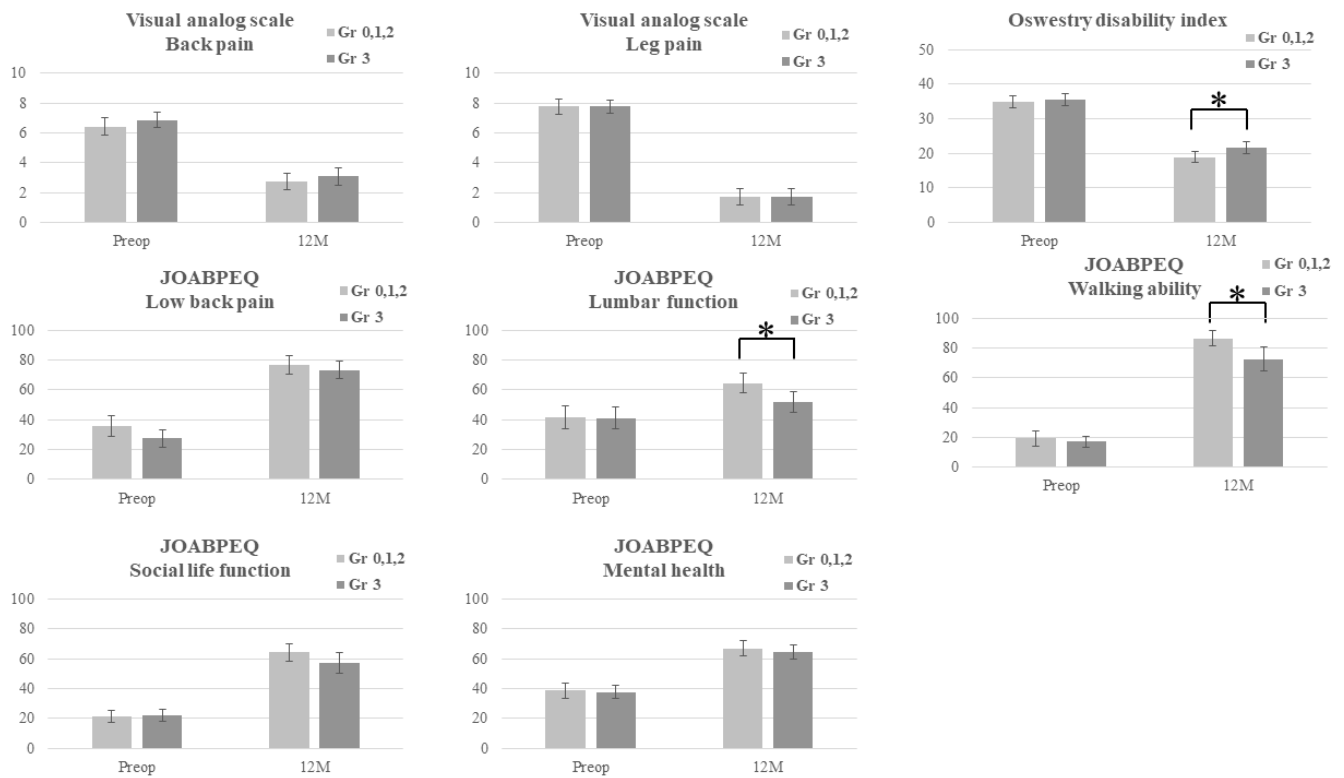 Visual analog scale
Back pain
Gr 0,1,2
Gr 3
10
8
6
4
2
0
Preop
12M
Visual analog scale
Leg pain
Gr 0,1,2
Gr 3
10
8
6
4
2
0
Preop
12M
Oswestry disability index
Gr 0,1,2
Gr 3
50
40
30
20
10
0
*
Preop
12M
JOABPEQ
Low back pain
Gr 0,1,2
Gr 3
100
80
60
40
20
0
Preop
12M
JOABPEQ
Lumbar function
Gr 0,1,2
Gr 3
100
80
60
40
20
0
*
Preop
12M
JOABPEQ
Walking ability
Gr 0,1,2
Gr 3
100
80
60
40
20
0
*
Preop
12M
JOABPEQ
Social life function
Gr 0,1,2
Gr 3
100
80
60
40
20
0
Preop
12M
JOABPEQ
Mental health
Gr 0,1,2
Gr 3
100
80
60
40
20
0
Preop
12M